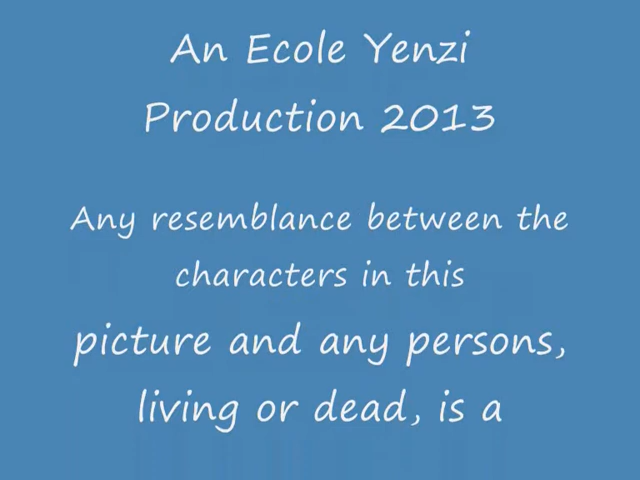 An Ecole Yenzi
Production 2013
Any resemblance between the
characters in this
picture and any persons,
living or dead, is a